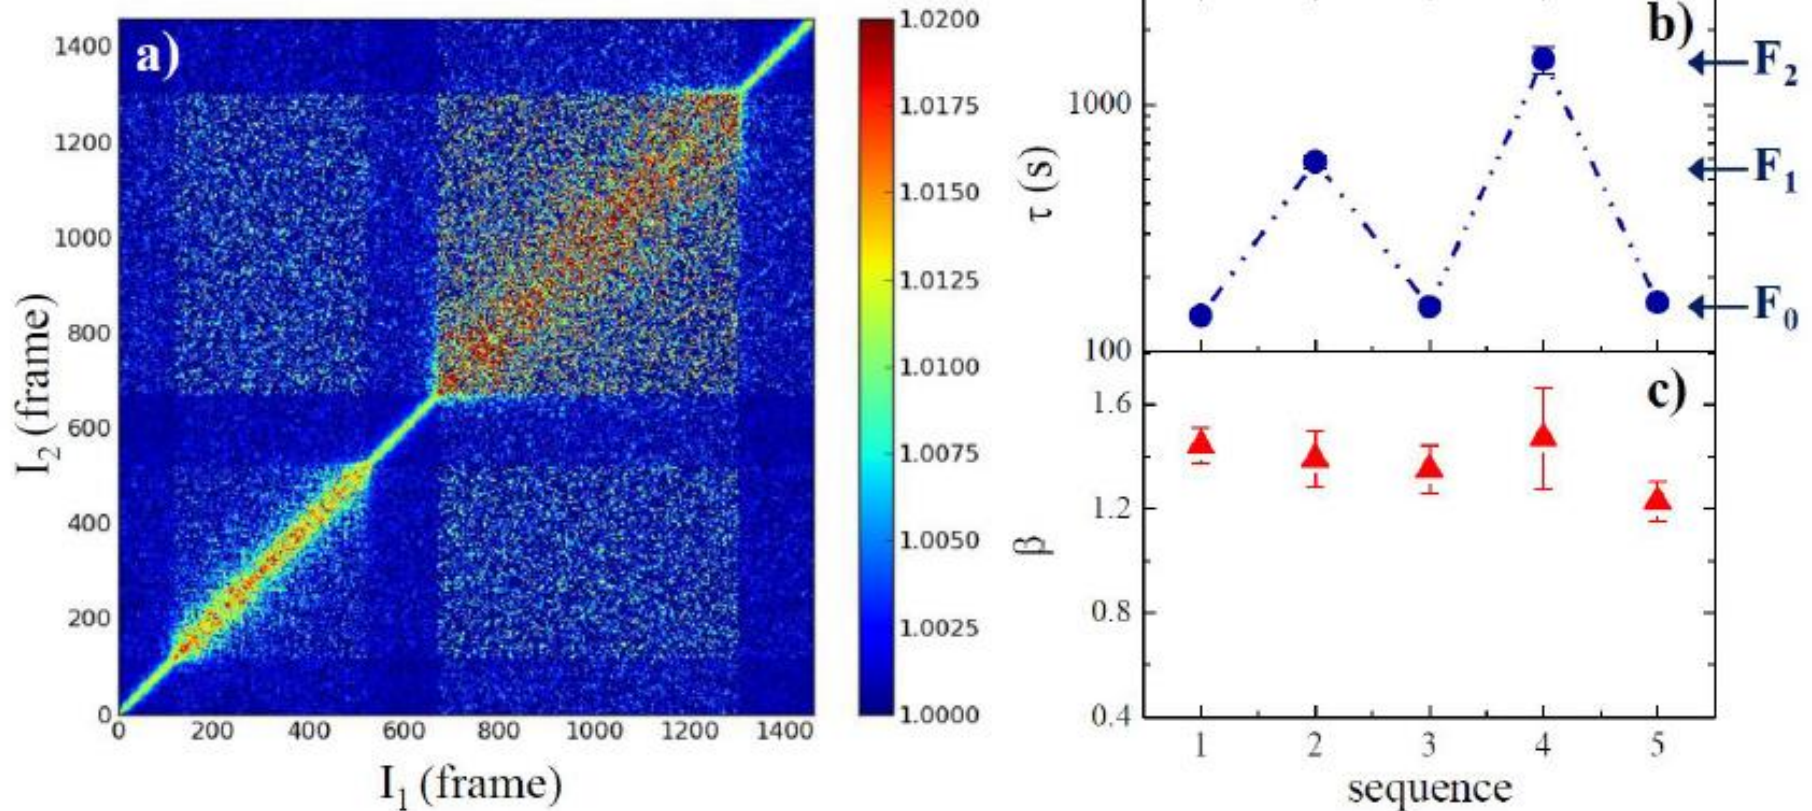 a)
I₂ (frame)
1400
1200
1000
800
600
400
200
0
0 200 400 600 800 1000 1200 1400
I₁ (frame)
1.0200
1.0175
1.0150
1.0125
1.0100
1.0075
1.0050
1.0025
1.0000
b)
τ (s)
1000
100
F₂
F₁
F₀
c)
β
1.6
1.2
0.8
0.4
1 2 3 4 5
sequence